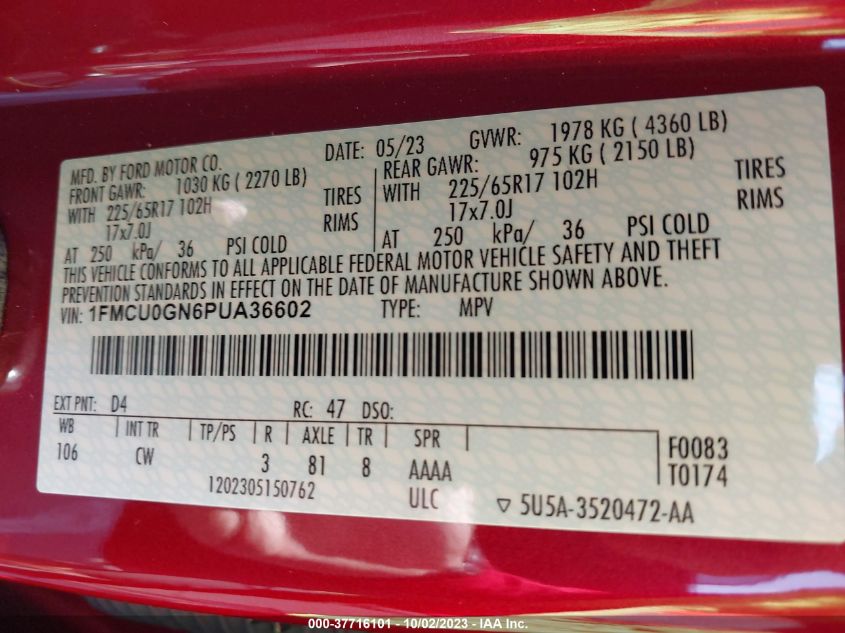 MFD. BY FORD MOTOR CO. DATE: 05/23 GVWR: 1978 KG ( 4360 LB)
FRONT GAWR: 1030 KG ( 2270 LB) REAR GAWR: 975 KG ( 2150 LB)
WITH 225/65R17 102H TIRES WITH 225/65R17 102H TIRES
17x7.0J RIMS 17x7.0J RIMS
AT 250 kPa/ 36 PSI COLD AT 250 kPa/ 36 PSI COLD
THIS VEHICLE CONFORMS TO ALL APPLICABLE FEDERAL MOTOR VEHICLE SAFETY AND THEFT
PREVENTION STANDARDS IN EFFECT ON THE DATE OF MANUFACTURE SHOWN ABOVE.
VIN: 1FMCU0GN6PUA36602 TYPE: MPV
EXT PNT: D4 RC: 47 DSO:
WB INT TR TP/PS R AXLE TR SPR F0083
106 CW 3 81 8 AAAA T0174
1202305150762 ULC 5U5A-3520472-AA
000-37716101 - 10/02/2023 - IAA Inc.